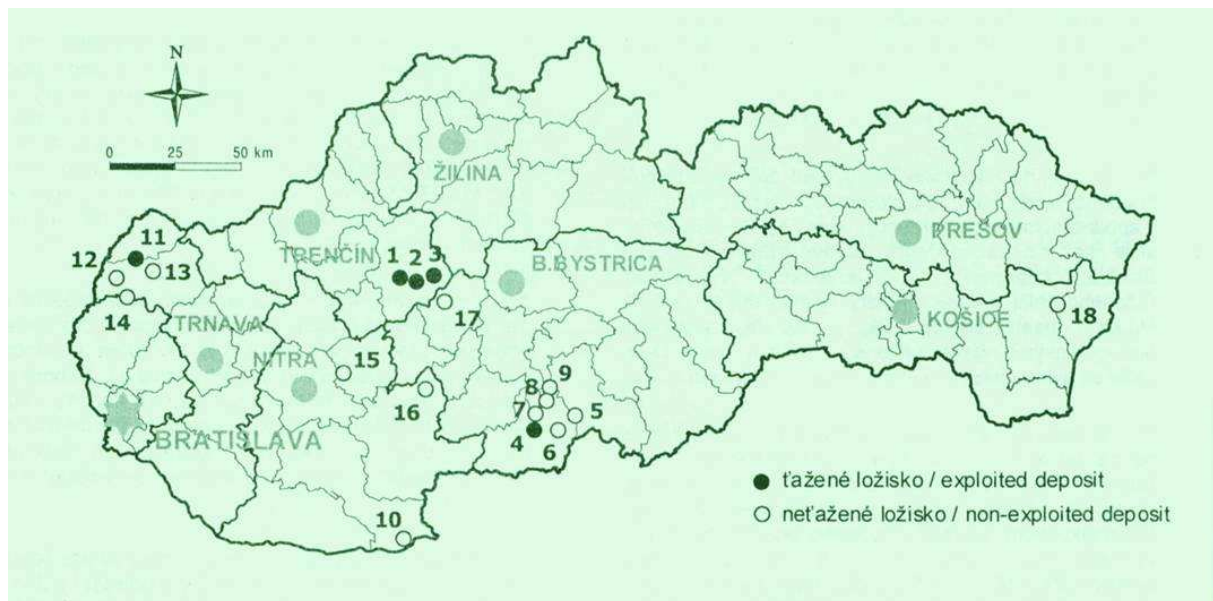 N
0 25 50 km
ŽILINA
TRENČÍN
1 2 3
B.BYSTRICA
PREŠOV
11
12
13
14
TRNAVA
17
KOŠICE
18
NITRA
15
16
8 9
7 5
4 6
BRATISLAVA
10
ťažené ložisko / exploited deposit
neťažené ložisko / non-exploited deposit